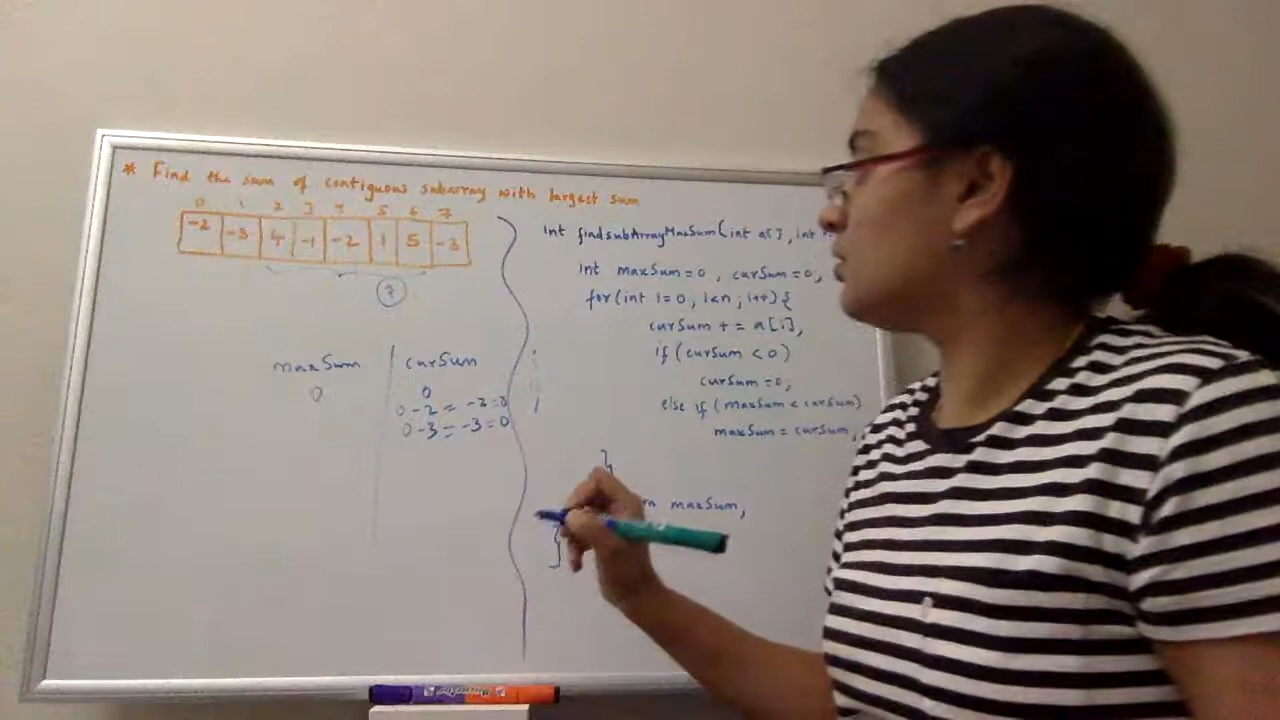 * Find the sum of contiguous subarray with largest sum
0 1 2 3 4 5 6 7
-2 -3 4 -1 -2 1 5 -3
7
maxSum curSum
0 0
0-2 = -2 = 0
0-3 = -3 = 0
i
0
1
int findSubArrayMaxSum(int a[], int
int maxSum = 0, curSum = 0,
for(int i=0, i<n; i++){
curSum += a[i],
if (curSum < 0)
curSum = 0,
else if (maxSum < curSum)
maxSum = curSum,
}
maxSum,
}